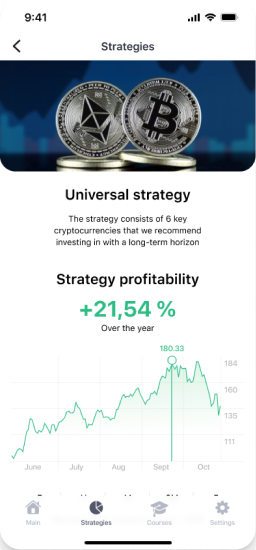 9:41
Strategies
Universal strategy
The strategy consists of 6 key
cryptocurrencies that we recommend
investing in with a long-term horizon
Strategy profitability
+21,54 %
Over the year
180.33
184
160
135
111
June July Aug Sept Oct
Main Strategies Courses Settings